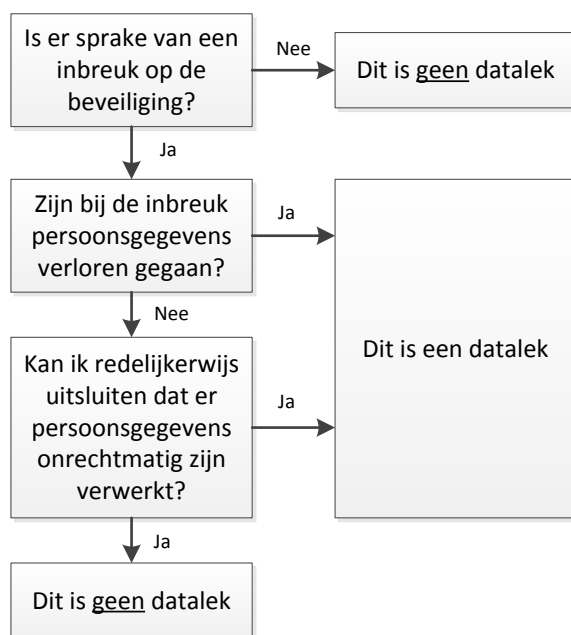 Is er sprake van een
inbreuk op de
beveiliging?
Nee
Dit is geen datalek
Ja
Zijn bij de inbreuk
persoonsgegevens
verloren gegaan?
Ja
Dit is een datalek
Nee
Kan ik redelijkerwijs
uitsluiten dat er
persoonsgegevens
onrechtmatig zijn
verwerkt?
Ja
Ja
Dit is geen datalek